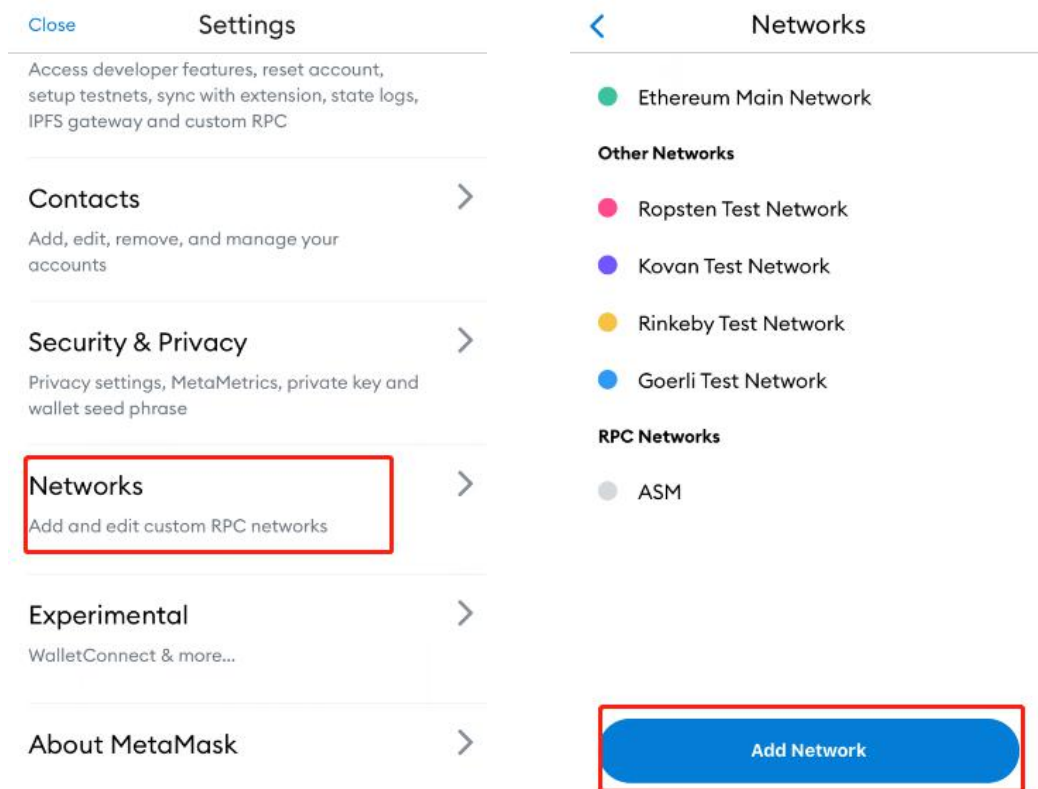 Close
Settings
Access developer features, reset account,
setup testnets, sync with extension, state logs,
IPFS gateway and custom RPC
Contacts
Add, edit, remove, and manage your
accounts
Security & Privacy
Privacy settings, MetaMetrics, private key and
wallet seed phrase
Networks
Add and edit custom RPC networks
Experimental
WalletConnect & more...
About MetaMask
Networks
Ethereum Main Network
Other Networks
Ropsten Test Network
Kovan Test Network
Rinkeby Test Network
Goerli Test Network
RPC Networks
ASM
Add Network